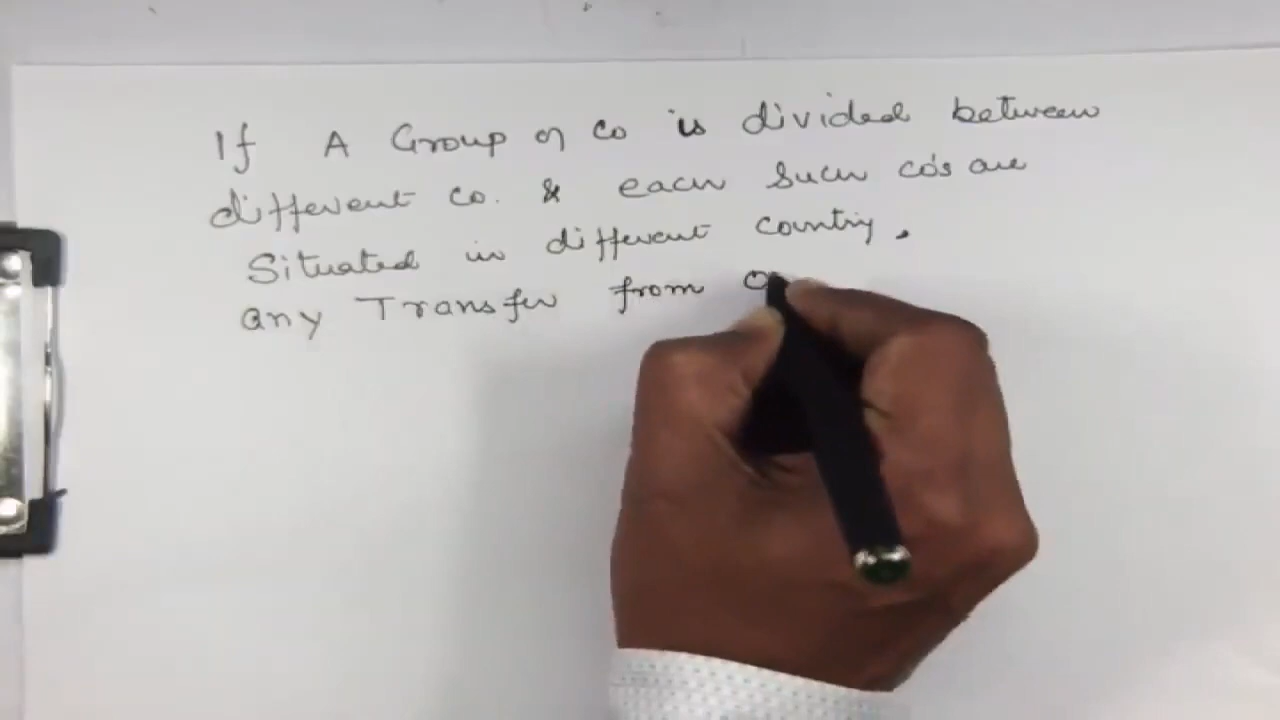 If A Group of co is divided between
different co. & each such co's are
Situated in different country.
any Transfer from